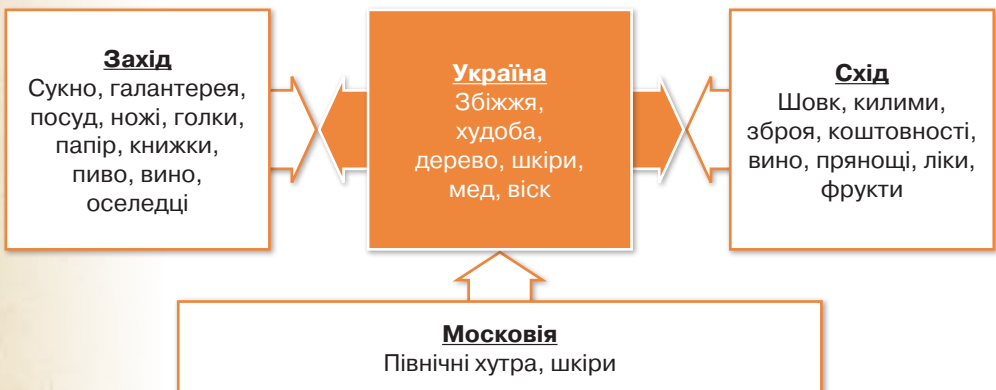 Захід
Сукно, галантерея,
посуд, ножі, голки,
папір, книжки,
пиво, вино,
оселедці
Україна
Збіжжя,
худоба,
дерево, шкіри,
мед, віск
Схід
Шовк, килими,
зброя, коштовності,
вино, прянощі, ліки,
фрукти
Московія
Північні хутра, шкіри